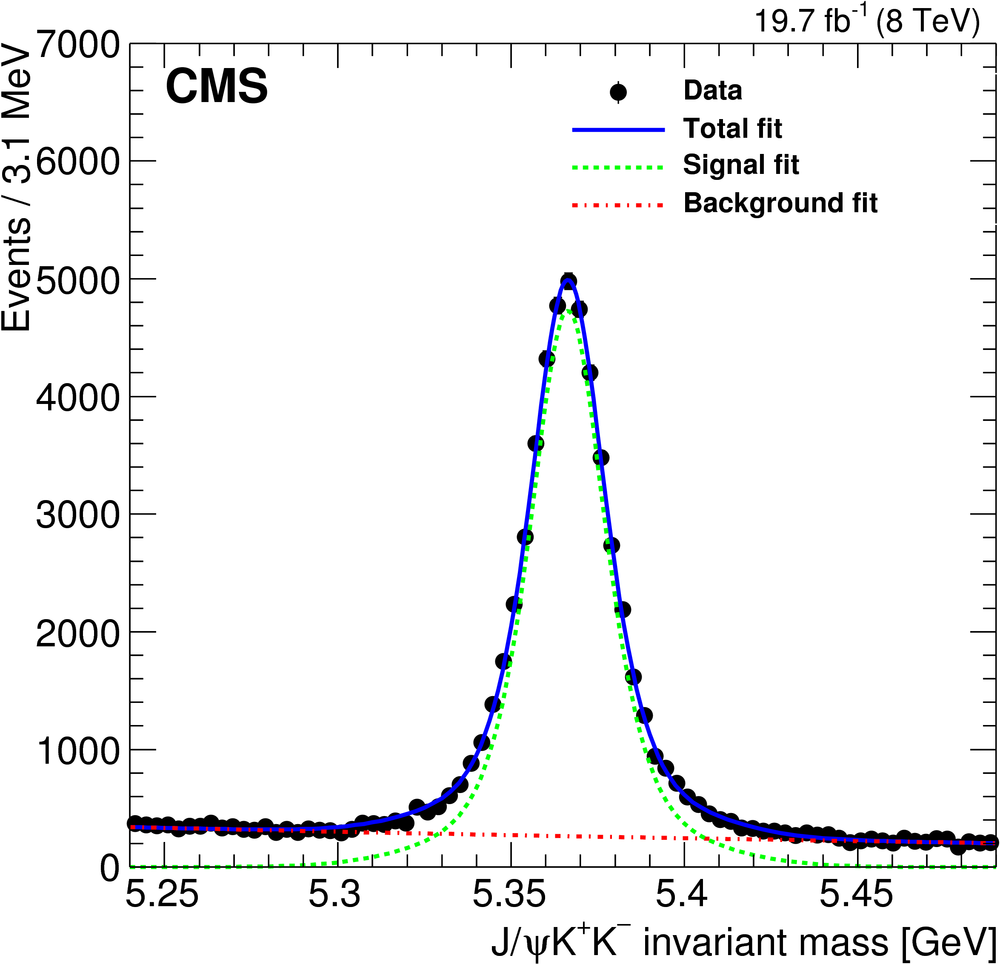 19.7 fb⁻¹ (8 TeV)
CMS
Data
Total fit
Signal fit
Background fit
Events / 3.1 MeV
7000
6000
5000
4000
3000
2000
1000
0
5.25 5.3 5.35 5.4 5.45
J/ψK⁺K⁻ invariant mass [GeV]